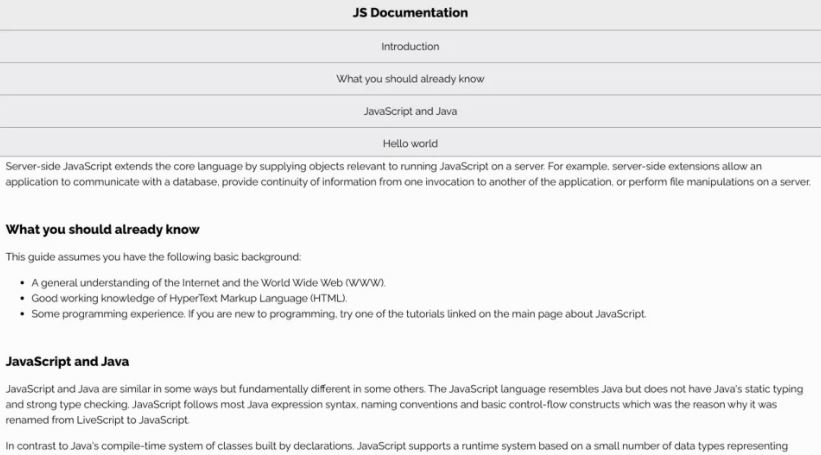 JS Documentation
Introduction
What you should already know
JavaScript and Java
Hello world
Server-side JavaScript extends the core language by supplying objects relevant to running JavaScript on a server. For example, server-side extensions allow an
application to communicate with a database, provide continuity of information from one invocation to another of the application, or perform file manipulations on a server.
What you should already know
This guide assumes you have the following basic background:
• A general understanding of the Internet and the World Wide Web (WWW).
• Good working knowledge of HyperText Markup Language (HTML).
• Some programming experience. If you are new to programming, try one of the tutorials linked on the main page about JavaScript.
JavaScript and Java
JavaScript and Java are similar in some ways but fundamentally different in some others. The JavaScript language resembles Java but does not have Java's static typing
and strong type checking. JavaScript follows most Java expression syntax, naming conventions and basic control-flow constructs which was the reason why it was
renamed from LiveScript to JavaScript.
In contrast to Java's compile-time system of classes built by declarations, JavaScript supports a runtime system based on a small number of data types representing